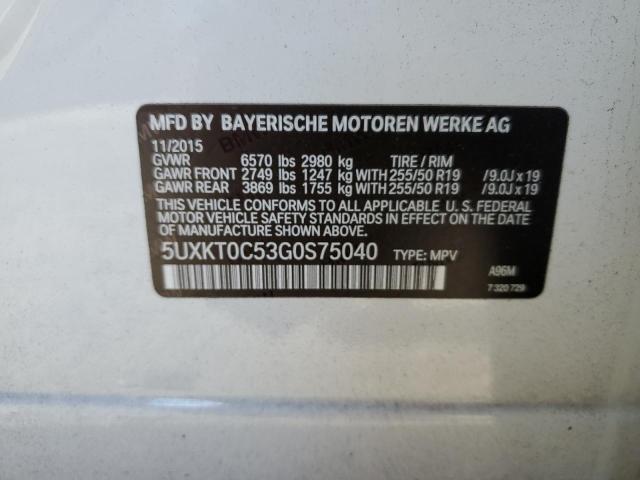 MFD BY BAYERISCHE MOTOREN WERKE AG
11/2015
GVWR 6570 lbs 2980 kg TIRE / RIM
GAWR FRONT 2749 lbs 1247 kg WITH 255/50 R19 /9.0J x 19
GAWR REAR 3869 lbs 1755 kg WITH 255/50 R19 /9.0J x 19
THIS VEHICLE CONFORMS TO ALL APPLICABLE U. S. FEDERAL
MOTOR VEHICLE SAFETY STANDARDS IN EFFECT ON THE DATE
OF MANUFACTURE SHOWN ABOVE.
5UXKT0C53G0S75040 TYPE: MPV
A96M
7 320 729